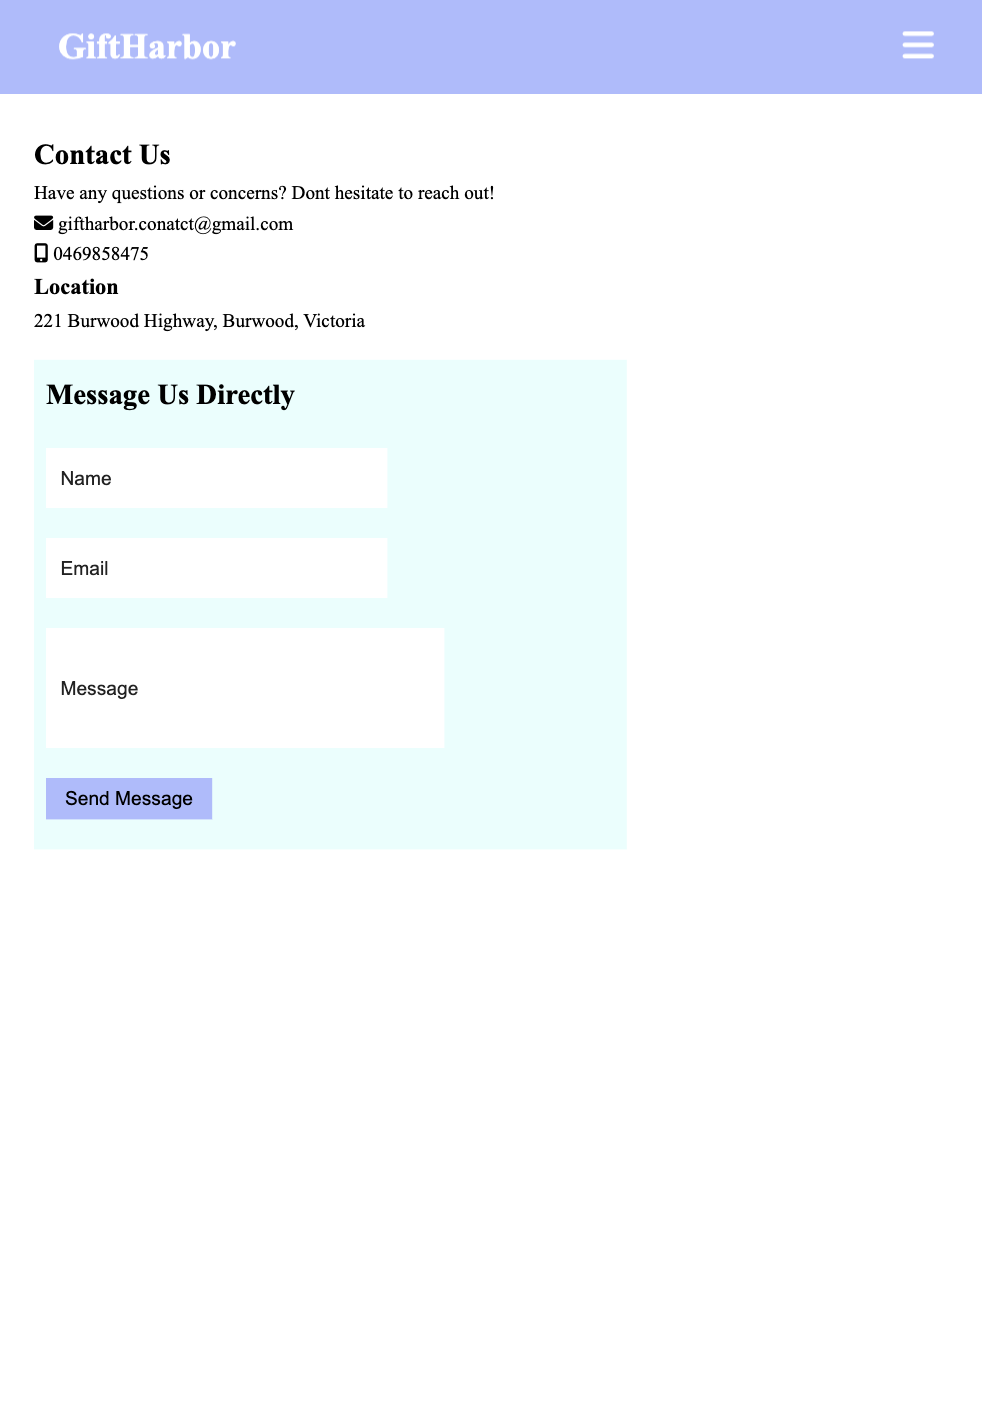 GiftHarbor
Contact Us
Have any questions or concerns? Dont hesitate to reach out!
giftharbor.conatct@gmail.com
0469858475
Location
221 Burwood Highway, Burwood, Victoria
Message Us Directly
Name
Email
Message
Send Message